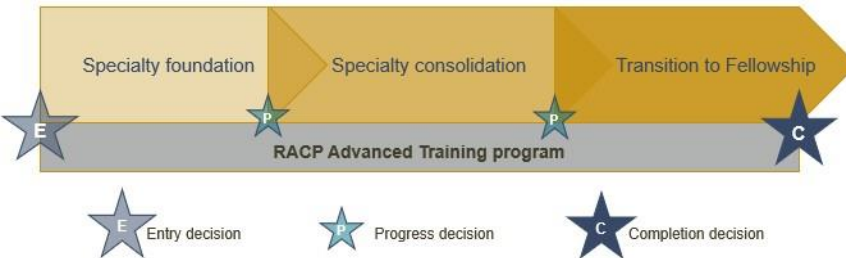 Specialty foundation
Specialty consolidation
Transition to Fellowship
E
P
P
C
RACP Advanced Training program
E Entry decision
P Progress decision
C Completion decision